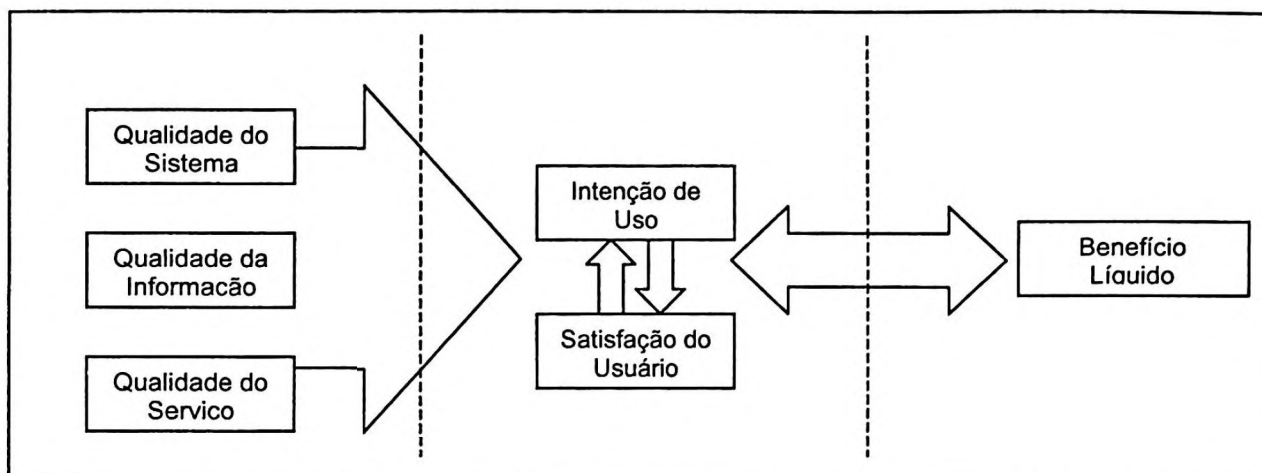 Qualidade do
Sistema
Qualidade da
Informacão
Qualidade do
Servico
Intenção de
Uso
Satisfação do
Usuário
Benefício
Líquido